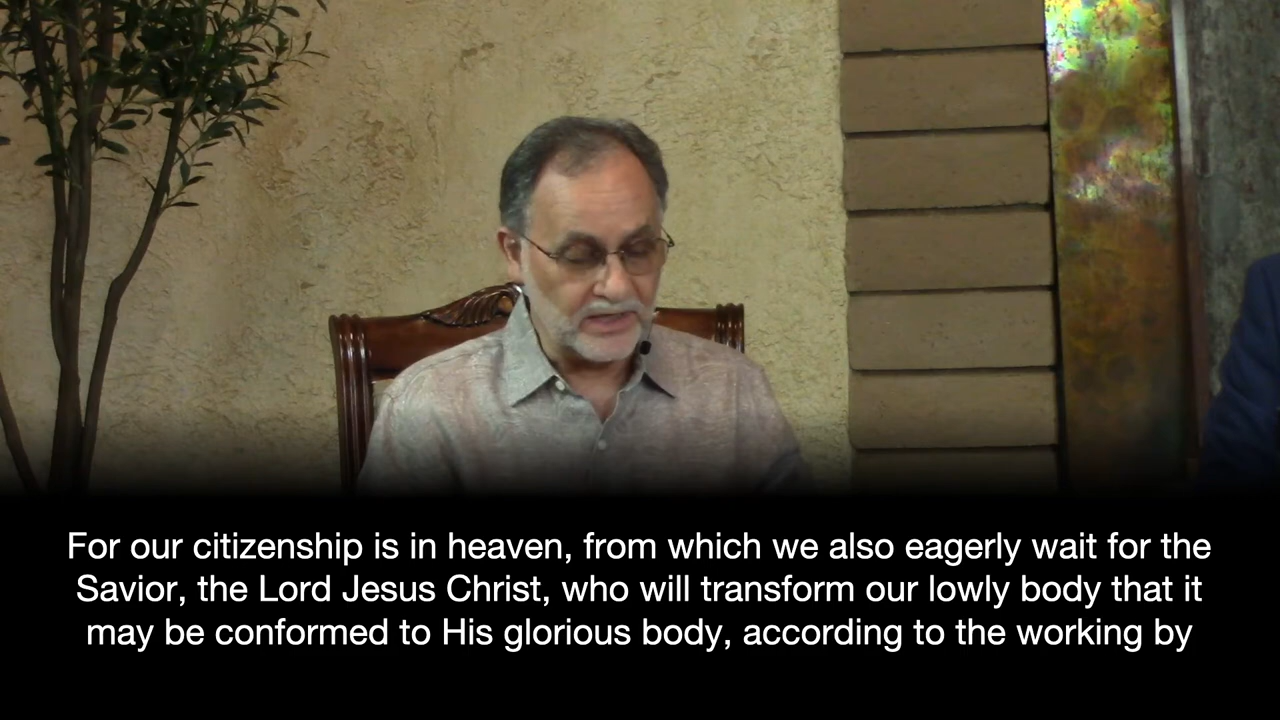 For our citizenship is in heaven, from which we also eagerly wait for the
Savior, the Lord Jesus Christ, who will transform our lowly body that it
may be conformed to His glorious body, according to the working by